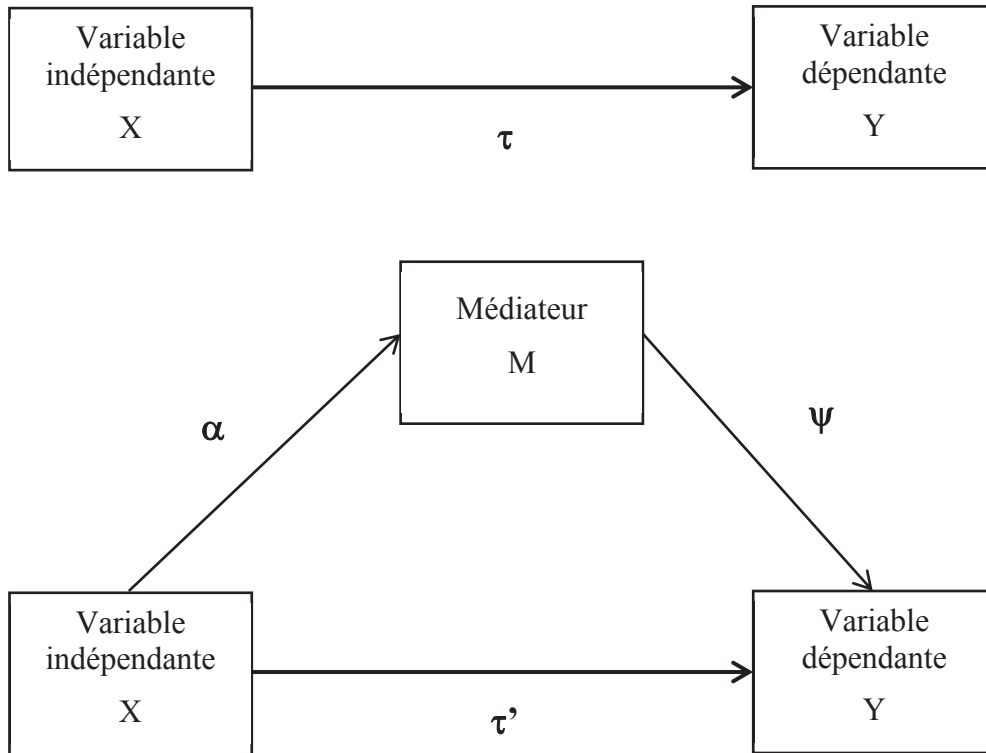 Variable
indépendante
X
τ
Variable
dépendante
Y
Médiateur
M
α
ψ
Variable
indépendante
X
τ’
Variable
dépendante
Y